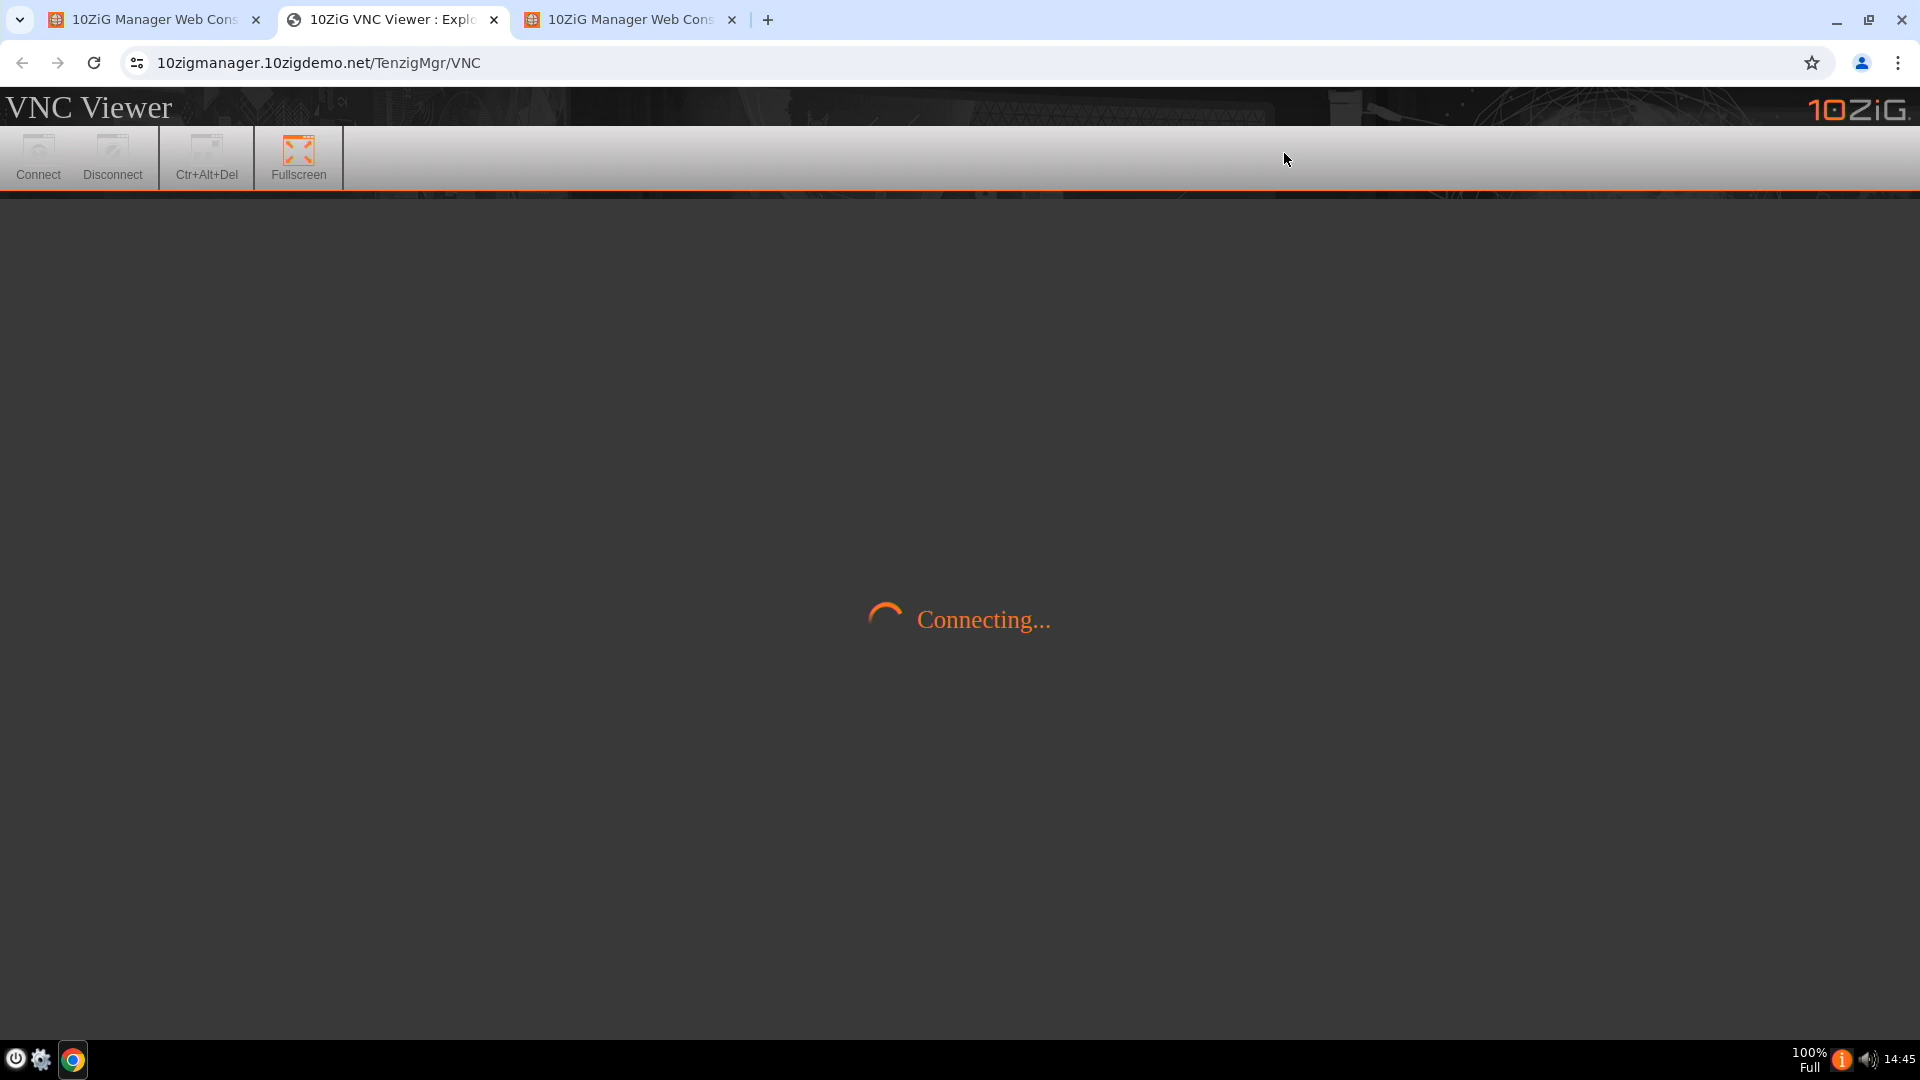 10ZiG Manager Web Cons
10ZiG VNC Viewer : Explo
10ZiG Manager Web Cons
10zigmanager.10zigdemo.net/TenzigMgr/VNC
VNC Viewer
10ZiG
Connect
Disconnect
Ctr+Alt+Del
Fullscreen
Connecting...
100%
Full
14:45